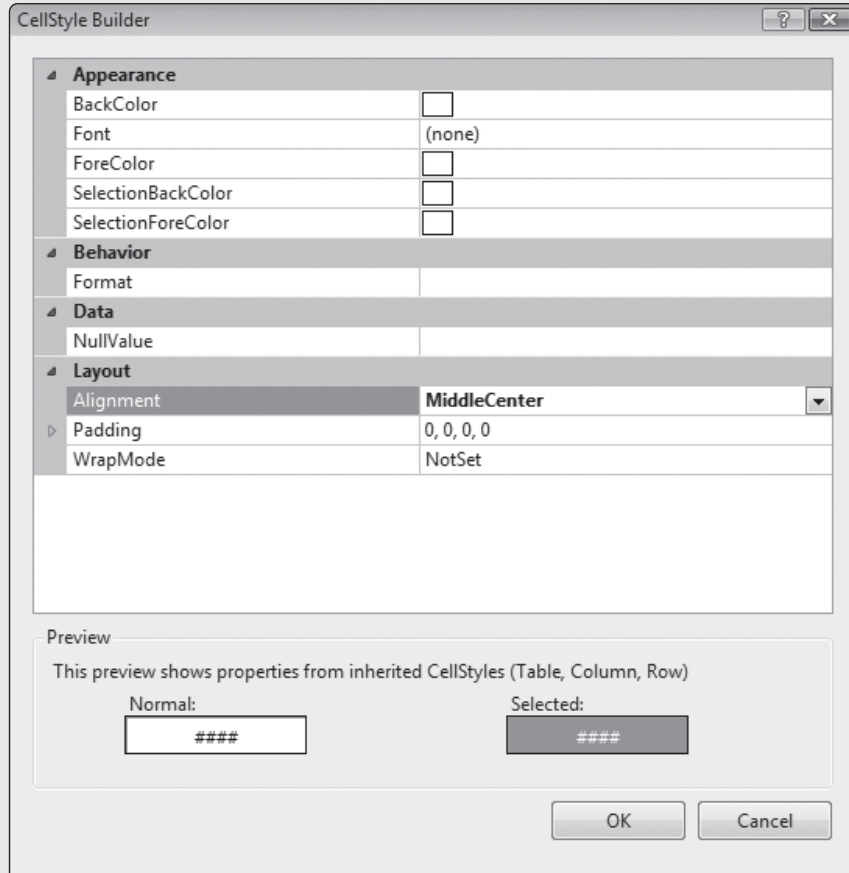 CellStyle Builder
Appearance
BackColor
Font (none)
ForeColor
SelectionBackColor
SelectionForeColor
Behavior
Format
Data
NullValue
Layout
Alignment MiddleCenter
Padding 0, 0, 0, 0
WrapMode NotSet
Preview
This preview shows properties from inherited CellStyles (Table, Column, Row)
Normal: Selected:
#### ####
OK Cancel